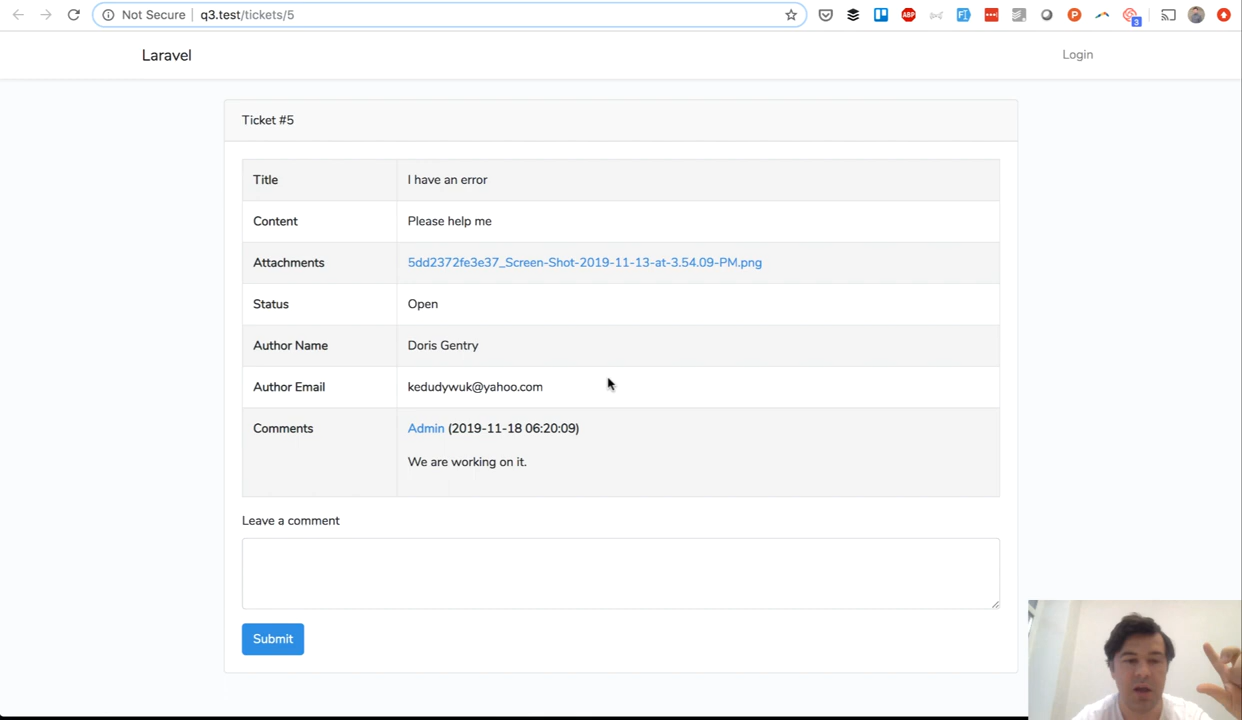 Not Secure q3.test/tickets/5
ABP
3
Laravel
Login
Ticket #5
Title I have an error
Content Please help me
Attachments 5dd2372fe3e37_Screen-Shot-2019-11-13-at-3.54.09-PM.png
Status Open
Author Name Doris Gentry
Author Email kedudywuk@yahoo.com
Comments Admin (2019-11-18 06:20:09)
We are working on it.
Leave a comment
Submit